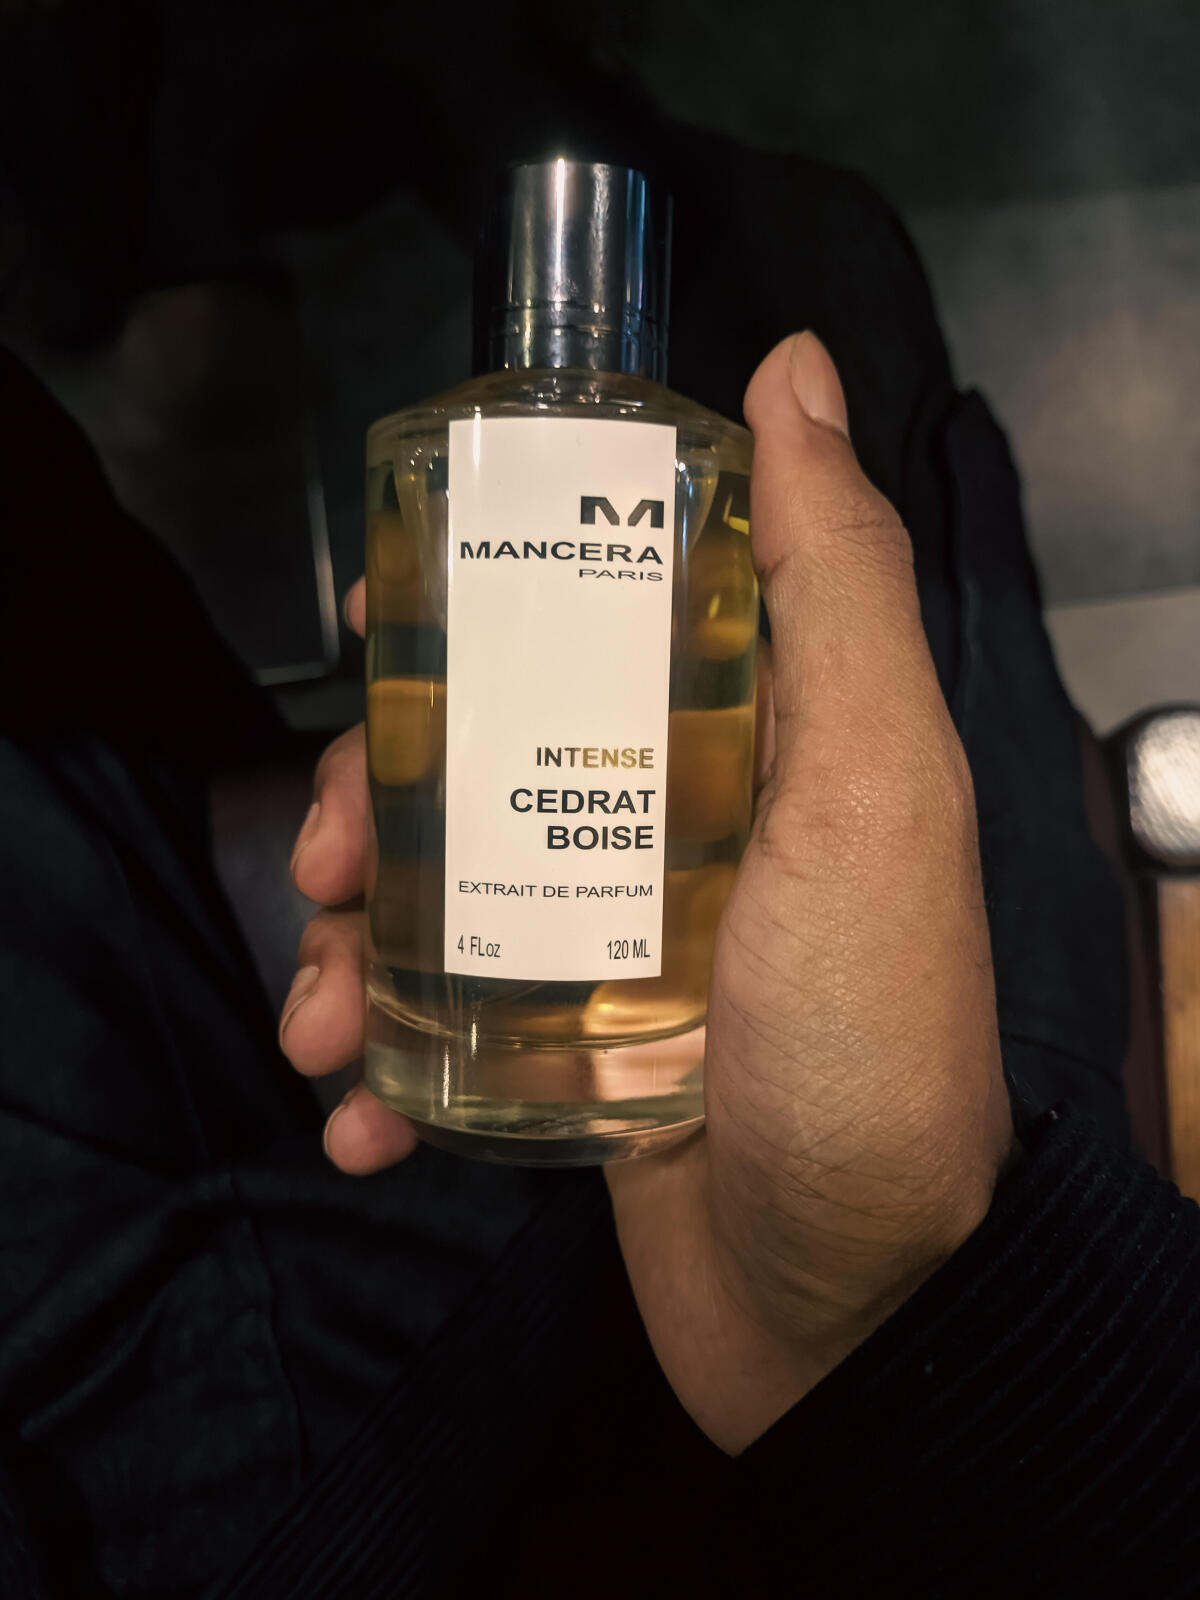 M
MANCERA
PARIS
INTENSE
CEDRAT
BOISE
EXTRAIT DE PARFUM
4 FLoz 120 ML